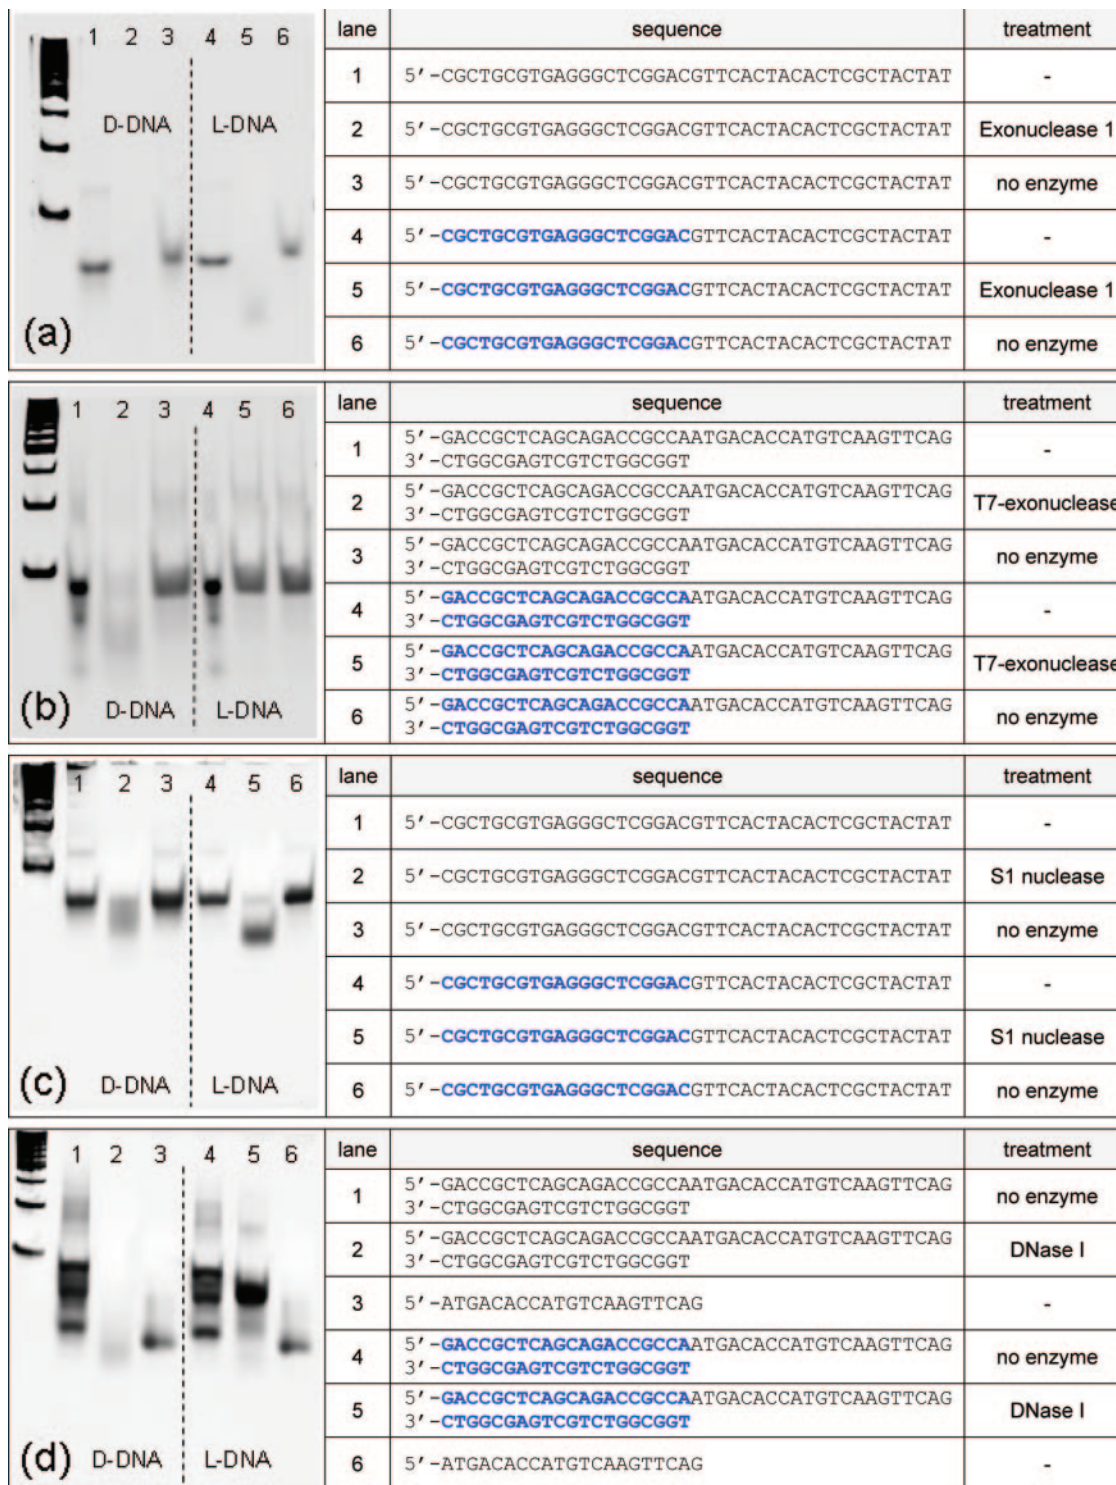 1 2 3 4 5 6
D-DNA L-DNA
(a)
lane sequence treatment
1 5′-CGCTGCGTGAGGGCTCGGACGTTCACTACACTCGCTACTAT -
2 5′-CGCTGCGTGAGGGCTCGGACGTTCACTACACTCGCTACTAT Exonuclease 1
3 5′-CGCTGCGTGAGGGCTCGGACGTTCACTACACTCGCTACTAT no enzyme
4 5′-CGCTGCGTGAGGGCTCGGACGTTCACTACACTCGCTACTAT -
5 5′-CGCTGCGTGAGGGCTCGGACGTTCACTACACTCGCTACTAT Exonuclease 1
6 5′-CGCTGCGTGAGGGCTCGGACGTTCACTACACTCGCTACTAT no enzyme
1 2 3 4 5 6
D-DNA L-DNA
(b)
lane sequence treatment
1 5′-GACCGCTCAGCAGACCGCCAATGACACCATGTCAAGTTCAG -
3′-CTGGCGAGTCGTCTGGCGGT
2 5′-GACCGCTCAGCAGACCGCCAATGACACCATGTCAAGTTCAG T7-exonuclease
3′-CTGGCGAGTCGTCTGGCGGT
3 5′-GACCGCTCAGCAGACCGCCAATGACACCATGTCAAGTTCAG no enzyme
3′-CTGGCGAGTCGTCTGGCGGT
4 5′-GACCGCTCAGCAGACCGCCAATGACACCATGTCAAGTTCAG -
3′-CTGGCGAGTCGTCTGGCGGT
5 5′-GACCGCTCAGCAGACCGCCAATGACACCATGTCAAGTTCAG T7-exonuclease
3′-CTGGCGAGTCGTCTGGCGGT
6 5′-GACCGCTCAGCAGACCGCCAATGACACCATGTCAAGTTCAG no enzyme
3′-CTGGCGAGTCGTCTGGCGGT
1 2 3 4 5 6
D-DNA L-DNA
(c)
lane sequence treatment
1 5′-CGCTGCGTGAGGGCTCGGACGTTCACTACACTCGCTACTAT -
2 5′-CGCTGCGTGAGGGCTCGGACGTTCACTACACTCGCTACTAT S1 nuclease
3 5′-CGCTGCGTGAGGGCTCGGACGTTCACTACACTCGCTACTAT no enzyme
4 5′-CGCTGCGTGAGGGCTCGGACGTTCACTACACTCGCTACTAT -
5 5′-CGCTGCGTGAGGGCTCGGACGTTCACTACACTCGCTACTAT S1 nuclease
6 5′-CGCTGCGTGAGGGCTCGGACGTTCACTACACTCGCTACTAT no enzyme
1 2 3 4 5 6
(d) D-DNA L-DNA
lane sequence treatment
1 5′-GACCGCTCAGCAGACCGCCAATGACACCATGTCAAGTTCAG no enzyme
3′-CTGGCGAGTCGTCTGGCGGT
2 5′-GACCGCTCAGCAGACCGCCAATGACACCATGTCAAGTTCAG DNase I
3′-CTGGCGAGTCGTCTGGCGGT
3 5′-ATGACACCATGTCAAGTTCAG -
4 5′-GACCGCTCAGCAGACCGCCAATGACACCATGTCAAGTTCAG no enzyme
3′-CTGGCGAGTCGTCTGGCGGT
5 5′-GACCGCTCAGCAGACCGCCAATGACACCATGTCAAGTTCAG DNase I
3′-CTGGCGAGTCGTCTGGCGGT
6 5′-ATGACACCATGTCAAGTTCAG -